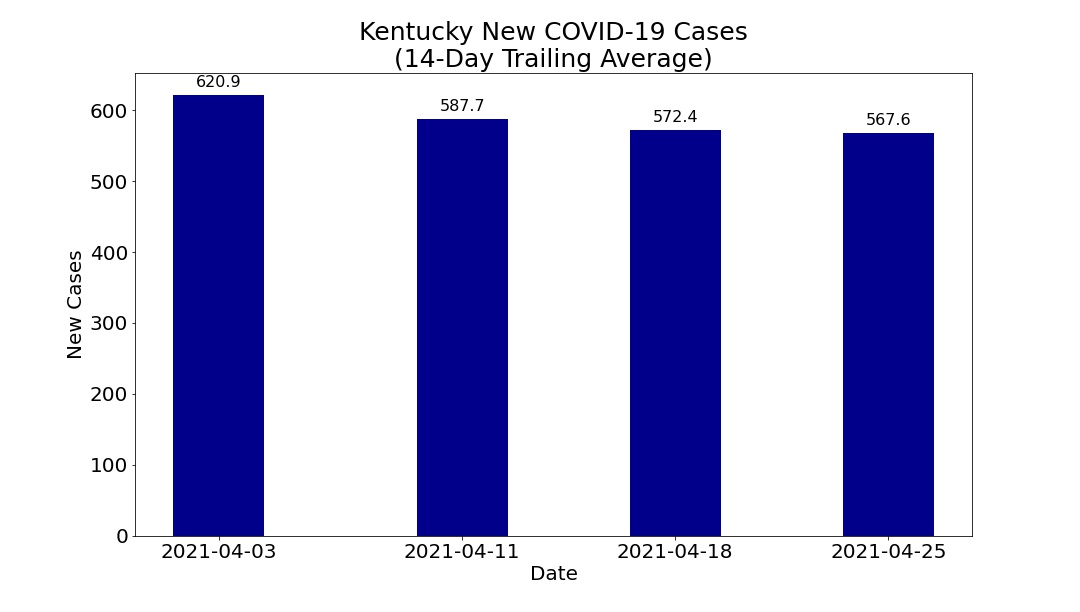 Kentucky New COVID-19 Cases
(14-Day Trailing Average)
620.9
587.7
572.4
567.6
600
500
400
300
200
100
0
New Cases
2021-04-03 2021-04-11 2021-04-18 2021-04-25
Date